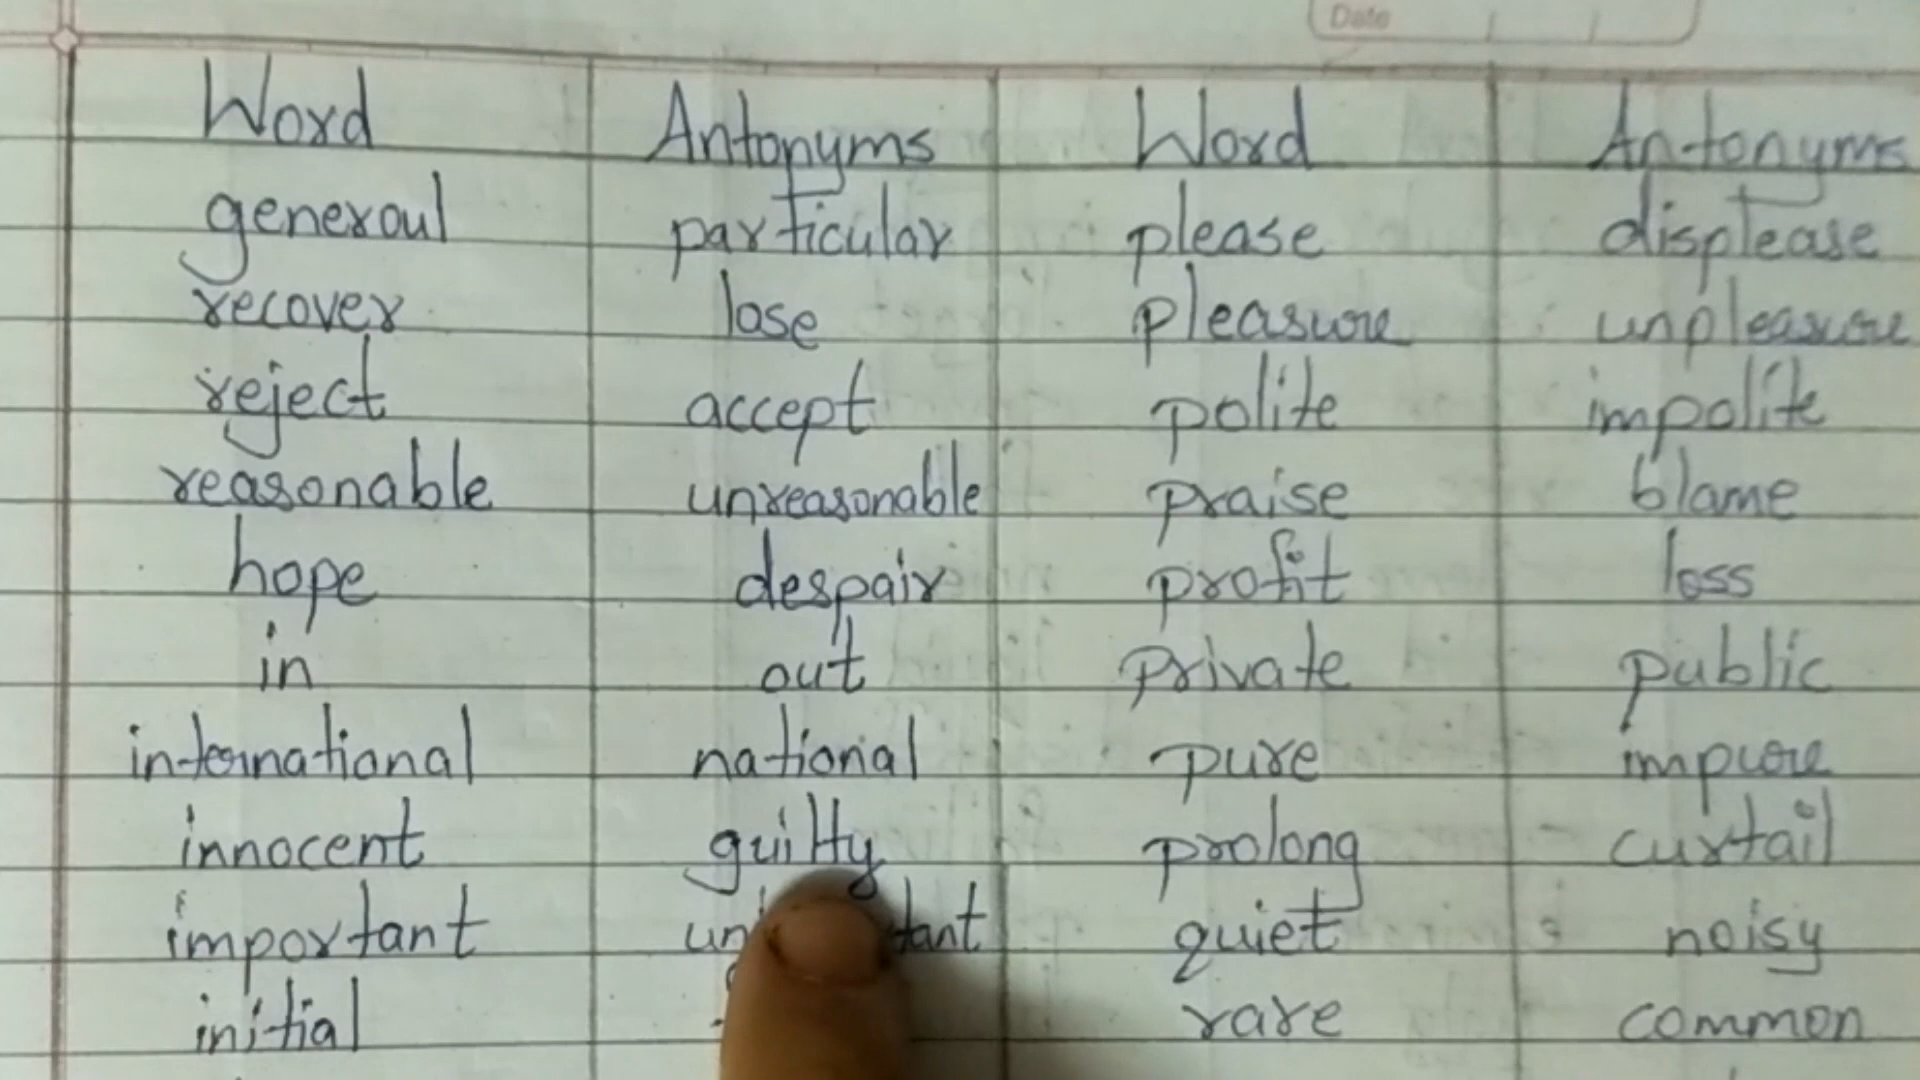 Date
Word Antonyms Word Antonyms
generoul particular please displease
recover lose pleasure unpleasure
reject accept polite impolite
reasonable unreasonable praise blame
hope despair profit loss
in out private public
international national pure impure
innocent guilty prolong curtail
important quiet noisy
initial rare common